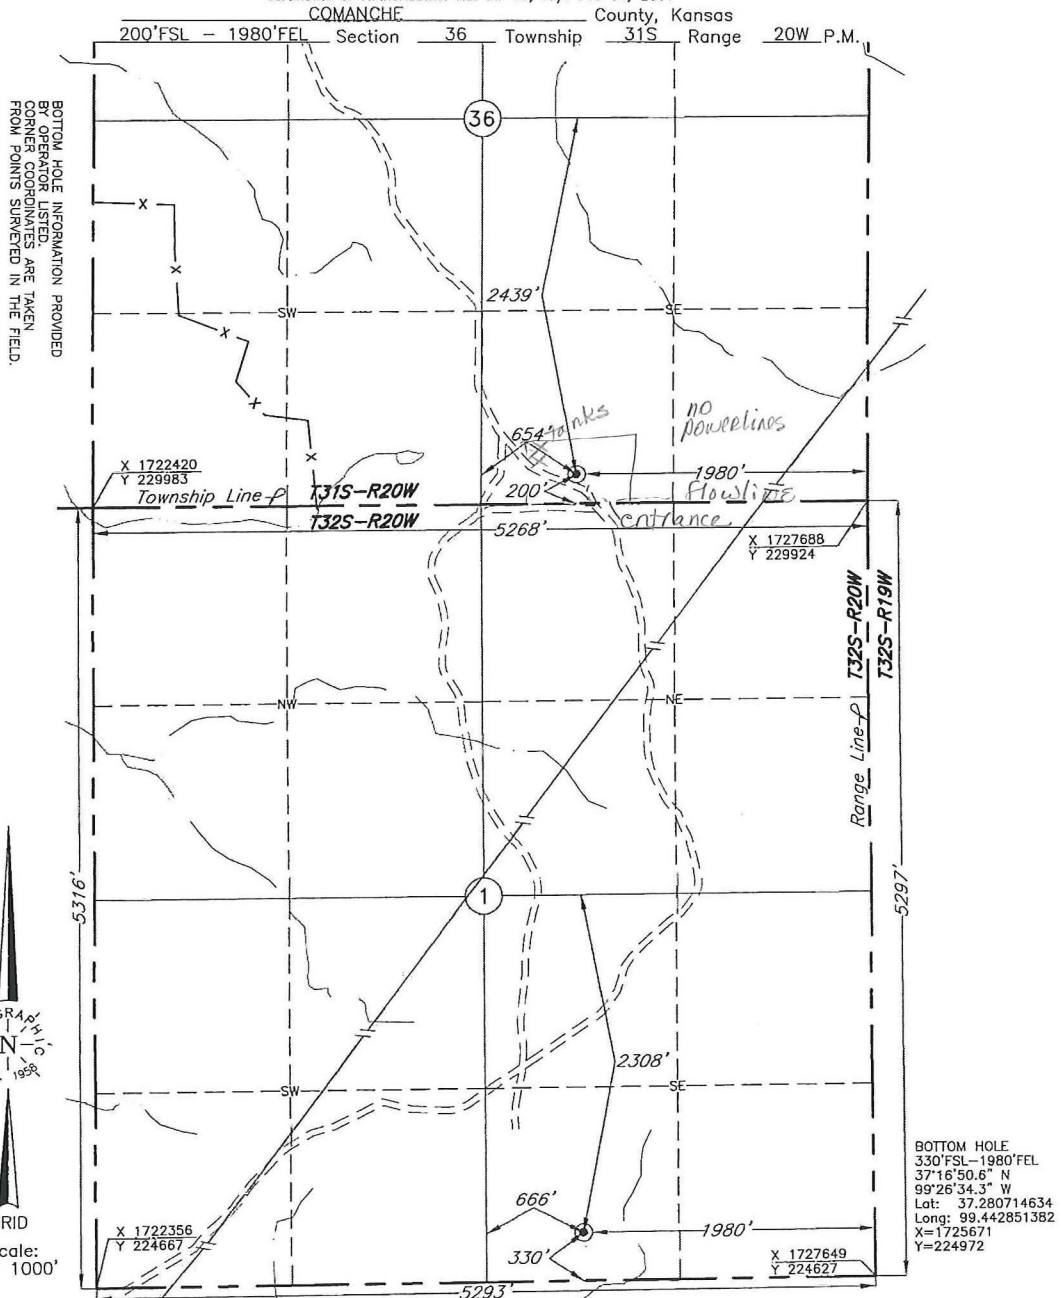 COMANCHE County, Kansas
200'FSL - 1980'FEL Section 36 Township 31S Range 20W P.M.
BOTTOM HOLE INFORMATION PROVIDED
BY OPERATOR LISTED.
CORNER COORDINATES ARE TAKEN
FROM POINTS SURVEYED IN THE FIELD.
36
X
X
2439'
SW
SE
X
X
tanks
no
powerlines
654'
X
X 1722420
Y 229983
1980'
Township Line
T31S-R20W
200'
flowline
T32S-R20W
entrance
5268'
X 1727688
Y 229924
T32S-R20W
T32S-R19W
NW
NE
Range Line
5316'
1
5297'
GRAPHIC
N
1958
2308'
SW
SE
BOTTOM HOLE
330'FSL-1980'FEL
37°16'50.6" N
99°26'34.3" W
Lat: 37.280714634
Long: 99.442851382
X=1725671
Y=224972
666'
RID
X 1722356
Y 224667
1980'
cale:
1000'
330'
X 1727649
Y 224627
5293'